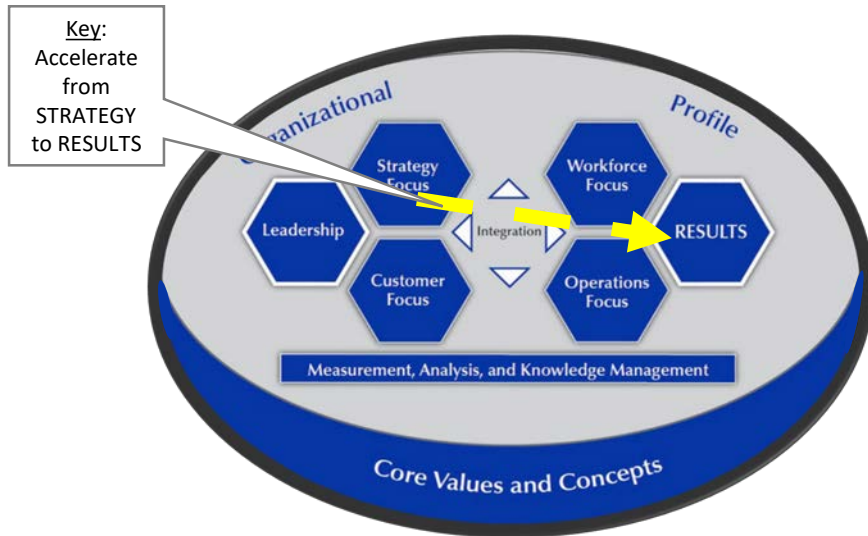 Key:
Accelerate
from
STRATEGY
to RESULTS
Profile
Strategy
Focus
Workforce
Focus
Leadership
Integration
RESULTS
Customer
Focus
Operations
Focus
Measurement, Analysis, and Knowledge Management
Core Values and Concepts